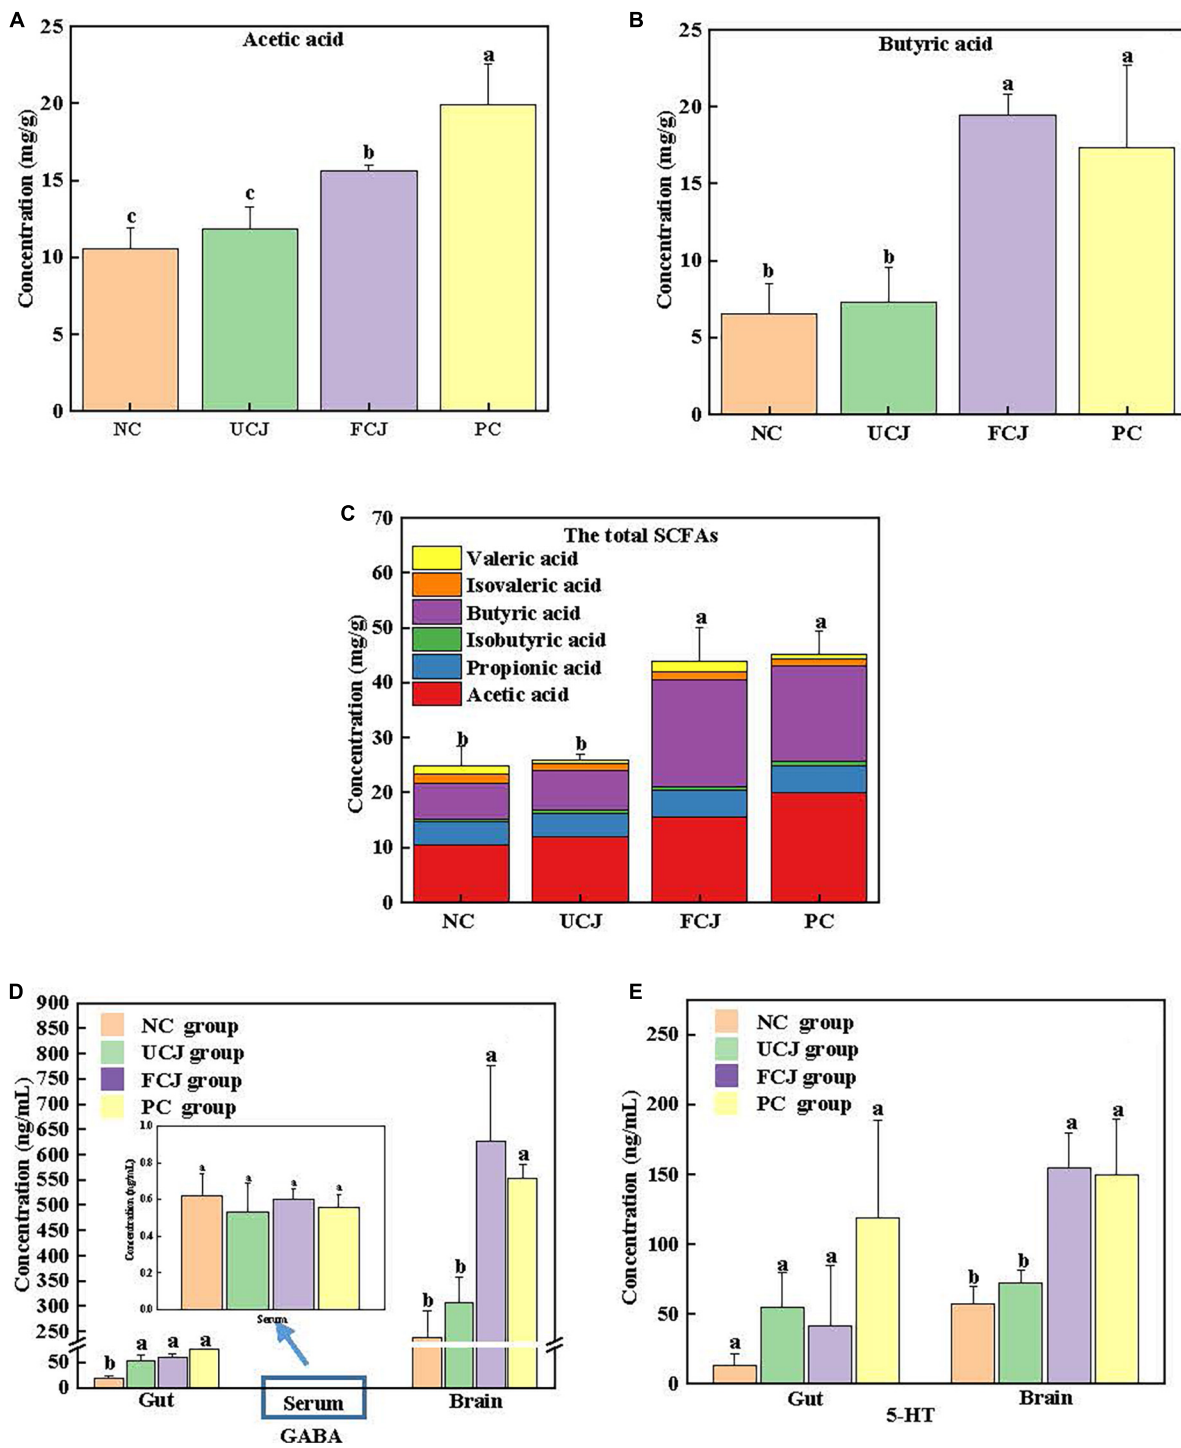 A
Acetic acid
Concentration (mg/g)
25
20
15
10
5
0
c
c
b
a
NC UCJ FCJ PC
B
Butyric acid
Concentration (mg/g)
25
20
15
10
5
0
b
b
a
a
NC UCJ FCJ PC
C
The total SCFAs
Concentration (mg/g)
70
60
50
40
30
20
10
0
Valeric acid
Isovaleric acid
Butyric acid
Isobutyric acid
Propionic acid
Acetic acid
b
b
a
a
NC UCJ FCJ PC
D
Concentration (ng/mL)
900
850
800
750
700
650
600
550
500
450
400
350
300
250
50
0
NC group
UCJ group
FCJ group
PC group
Concentration (ng/mL)
1.0
0.8
0.6
0.4
0.2
0.0
a a a a
Serum
b a a a
b b a a
Gut Serum Brain
GABA
E
Concentration (ng/mL)
250
200
150
100
50
0
NC group
UCJ group
FCJ group
PC group
a a a a
b b a a
Gut Brain
5-HT